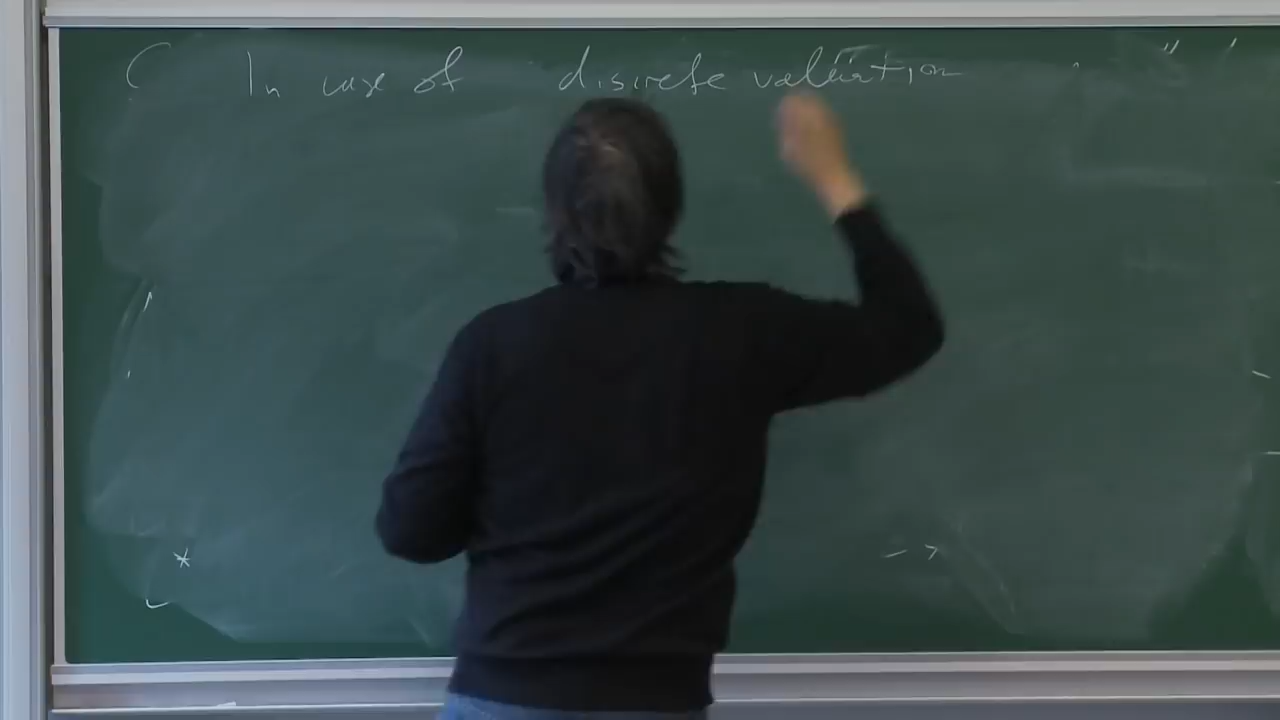 ( In case of discrete valuation